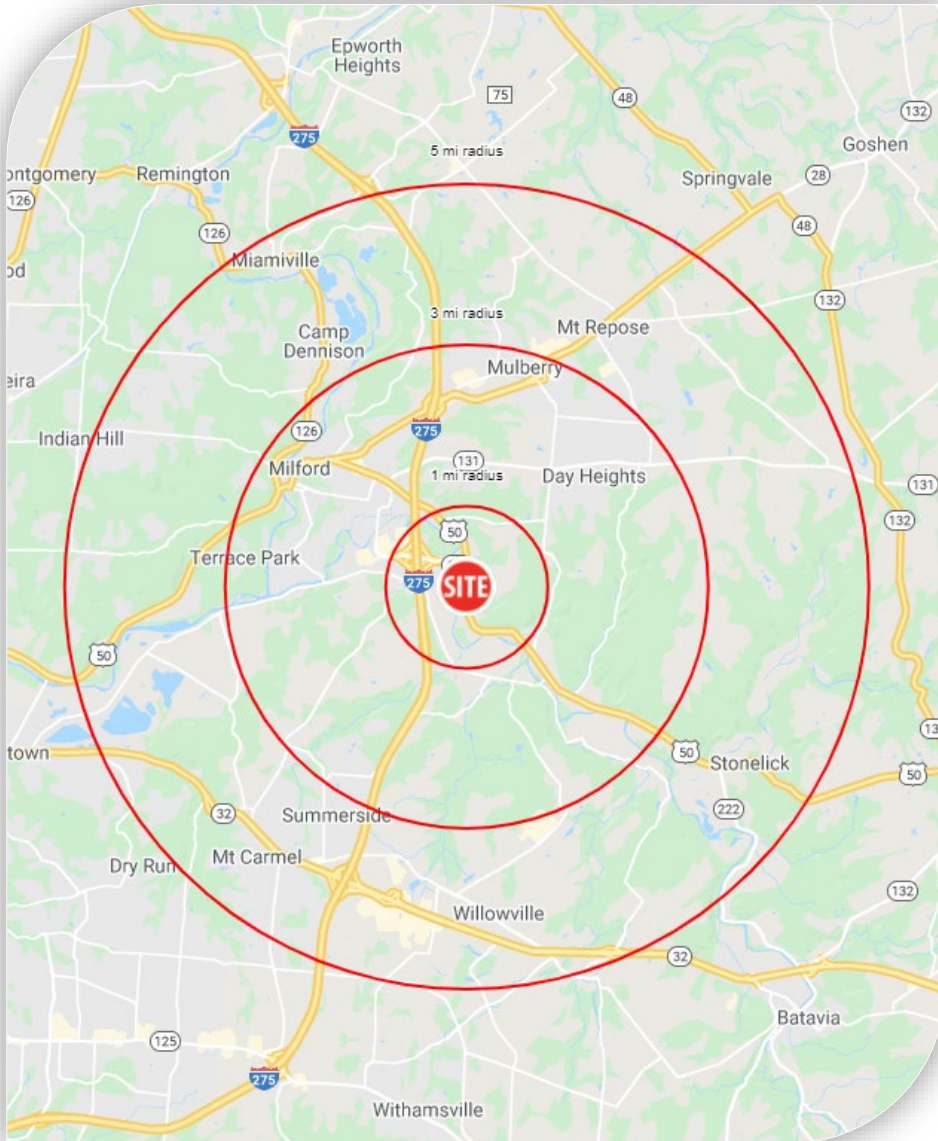 Epworth
Heights
75
48
132
275
Goshen
5 mi radius
ontgomery
Remington
Springvale
28
126
126
48
od
Miamiville
132
3 mi radius
Mt Repose
Camp
Dennison
Mulberry
eira
275
126
Indian Hill
131
Milford
1 mi radius
Day Heights
131
132
50
Terrace Park
275
SITE
50
13
town
50
Stonelick
50
222
32
Summerside
Mt Carmel
Dry Run
132
Willowville
32
Batavia
125
275
Withamsville